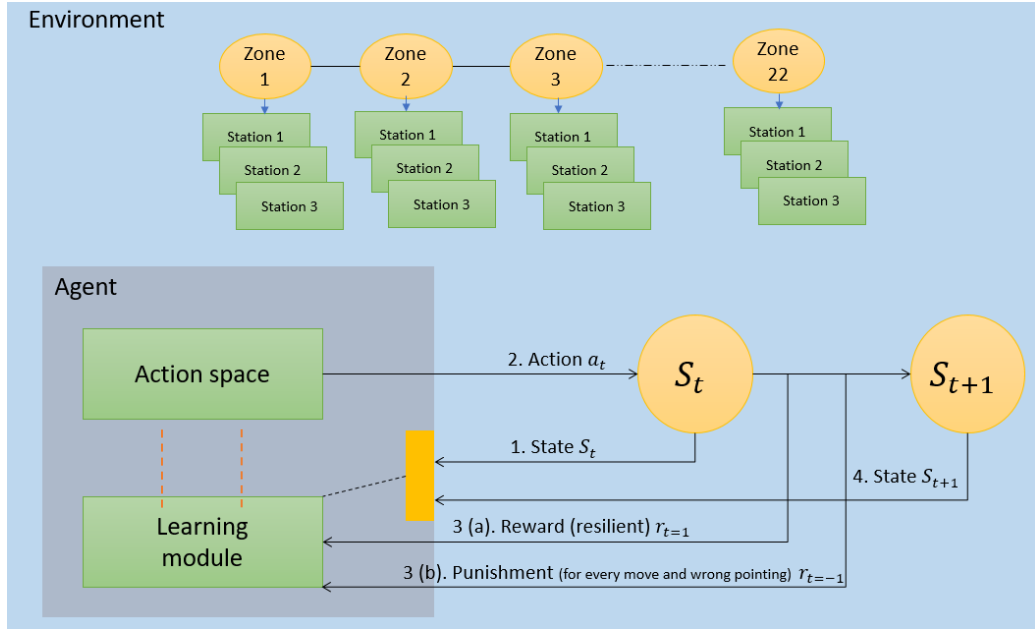 Environment
Zone
1
Zone
2
Zone
3
Zone
22
Station 1
Station 2
Station 3
Station 1
Station 2
Station 3
Station 1
Station 2
Station 3
Station 1
Station 2
Station 3
Agent
Action space
2. Action a_t
S_t
S_{t+1}
1. State S_t
4. State S_{t+1}
Learning
module
3 (a). Reward (resilient) r_{t=1}
3 (b). Punishment (for every move and wrong pointing) r_{t=−1}